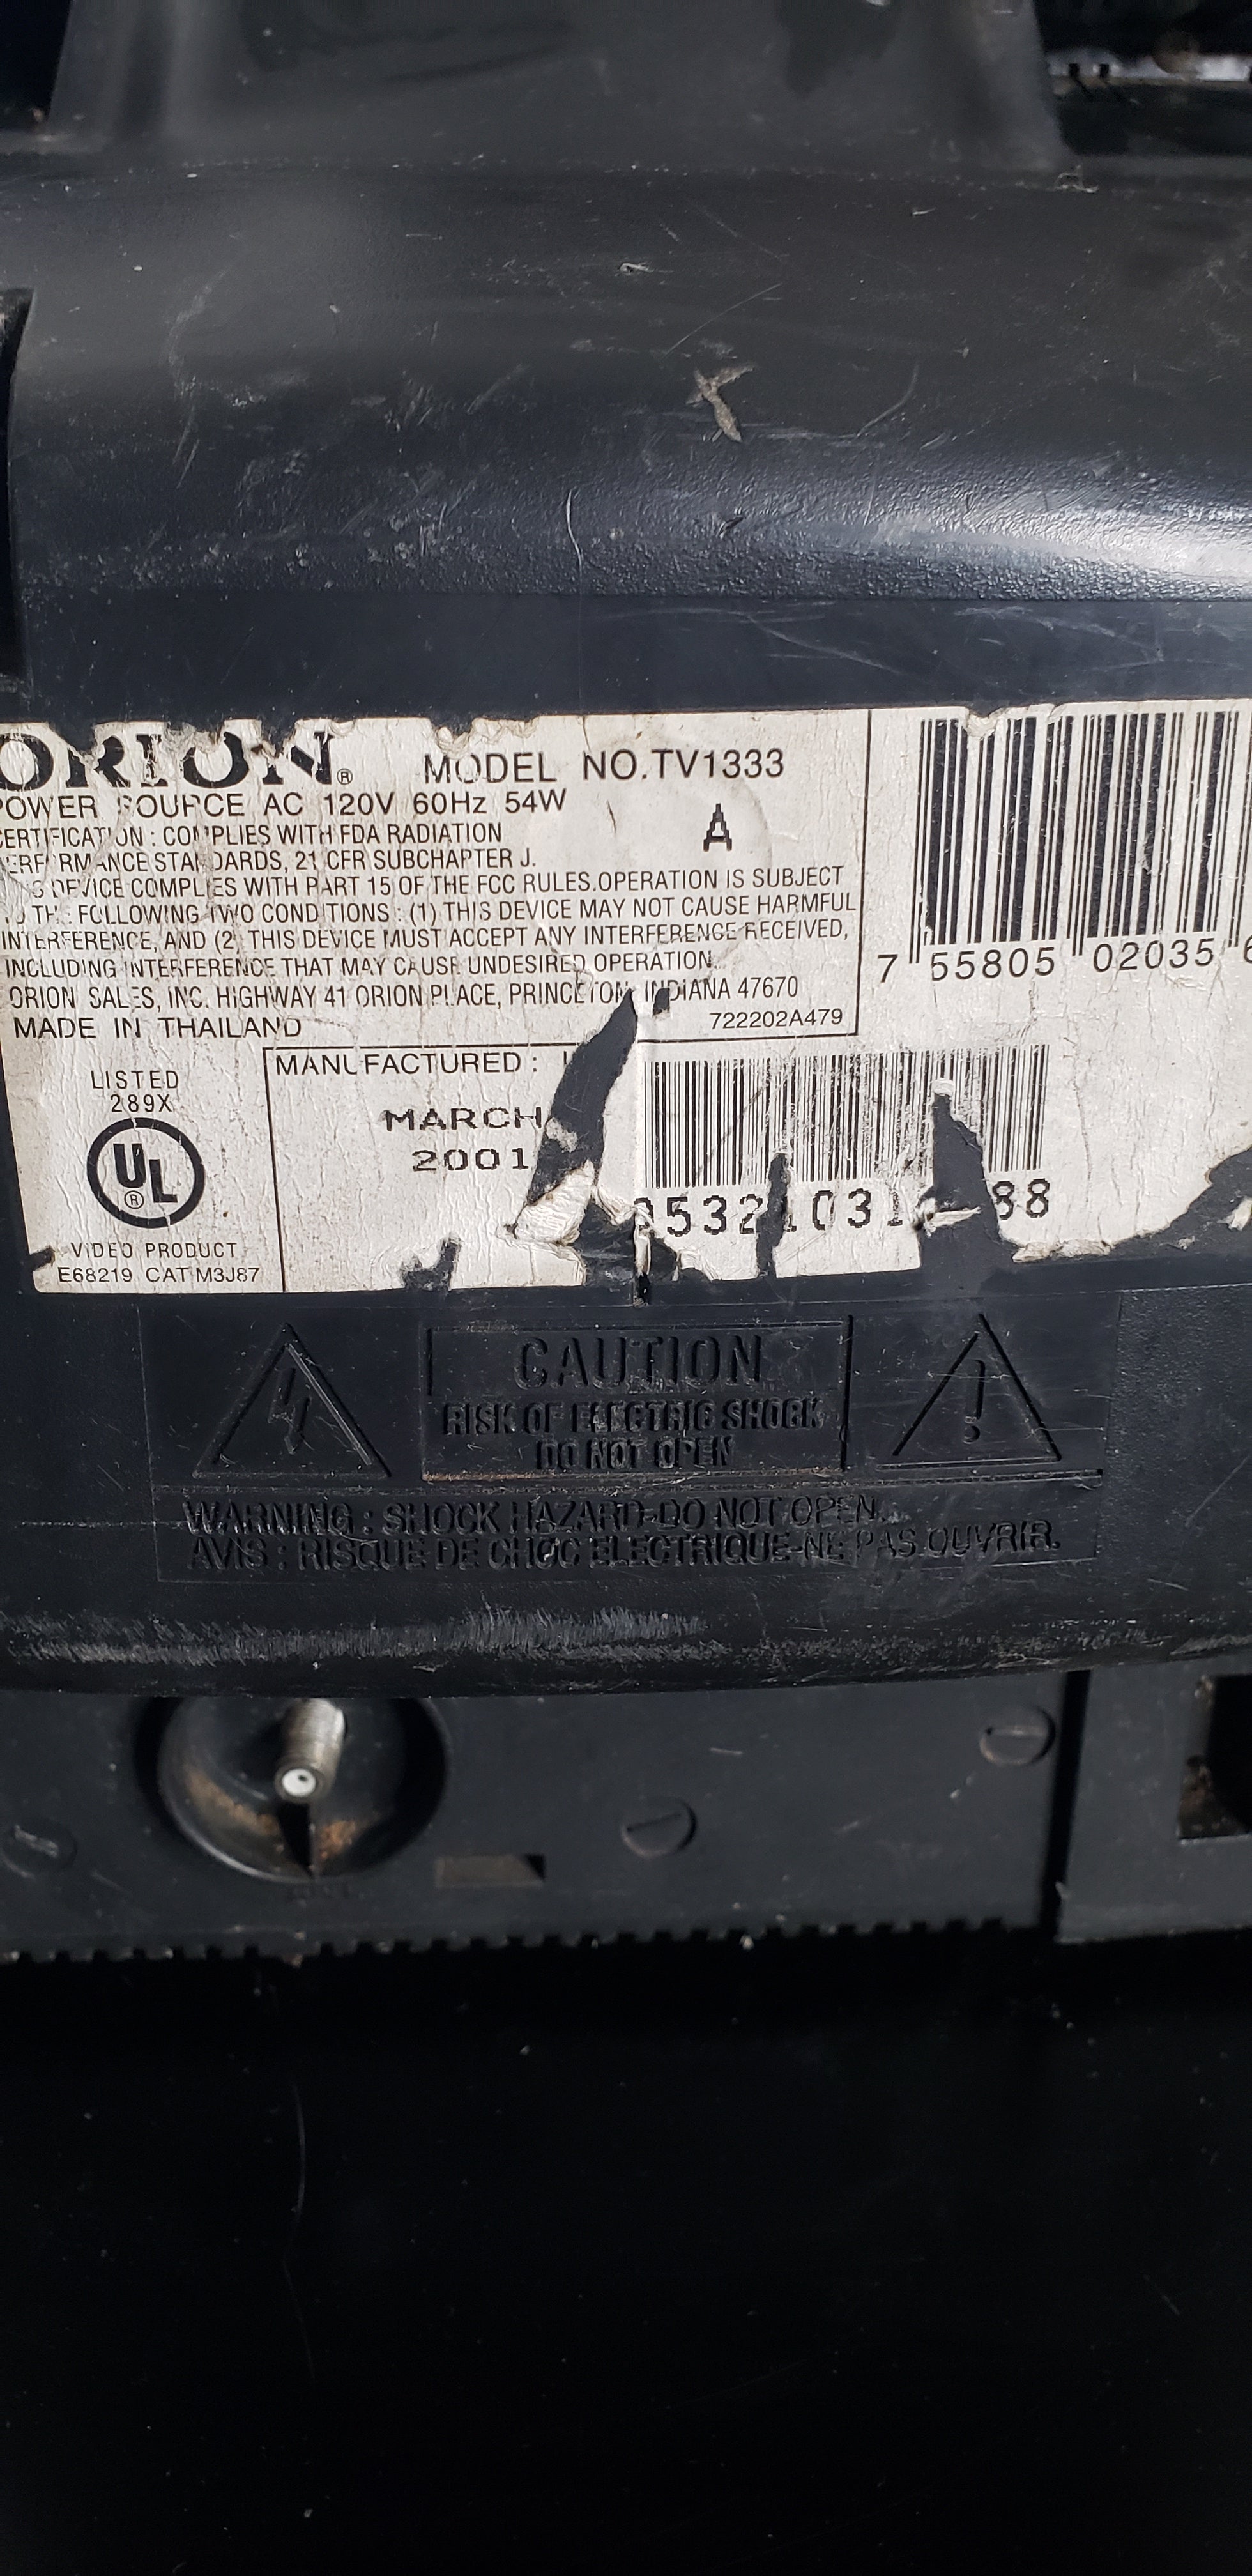 ORION® MODEL NO.TV1333
POWER SOURCE AC 120V 60Hz 54W
A
CERTIFICATION : COMPLIES WITH FDA RADIATION
PERFORMANCE STANDARDS, 21 CFR SUBCHAPTER J.
DEVICE COMPLIES WITH PART 15 OF THE FCC RULES.OPERATION IS SUBJECT
TO THE FOLLOWING TWO CONDITIONS : (1) THIS DEVICE MAY NOT CAUSE HARMFUL
INTERFERENCE, AND (2) THIS DEVICE MUST ACCEPT ANY INTERFERENCE RECEIVED,
INCLUDING INTERFERENCE THAT MAY CAUSE UNDESIRED OPERATION.
ORION SALES, INC. HIGHWAY 41 ORION PLACE, PRINCETON, INDIANA 47670
MADE IN THAILAND
722202A479
7 55805 02035 6
LISTED
289X
UL®
VIDEO PRODUCT
E68219 CAT M3J87
MANUFACTURED :
MARCH
2001
CAUTION
RISK OF ELECTRIC SHOCK
DO NOT OPEN
WARNING : SHOCK HAZARD-DO NOT OPEN.
AVIS : RISQUE DE CHOC ELECTRIQUE-NE PAS OUVRIR.